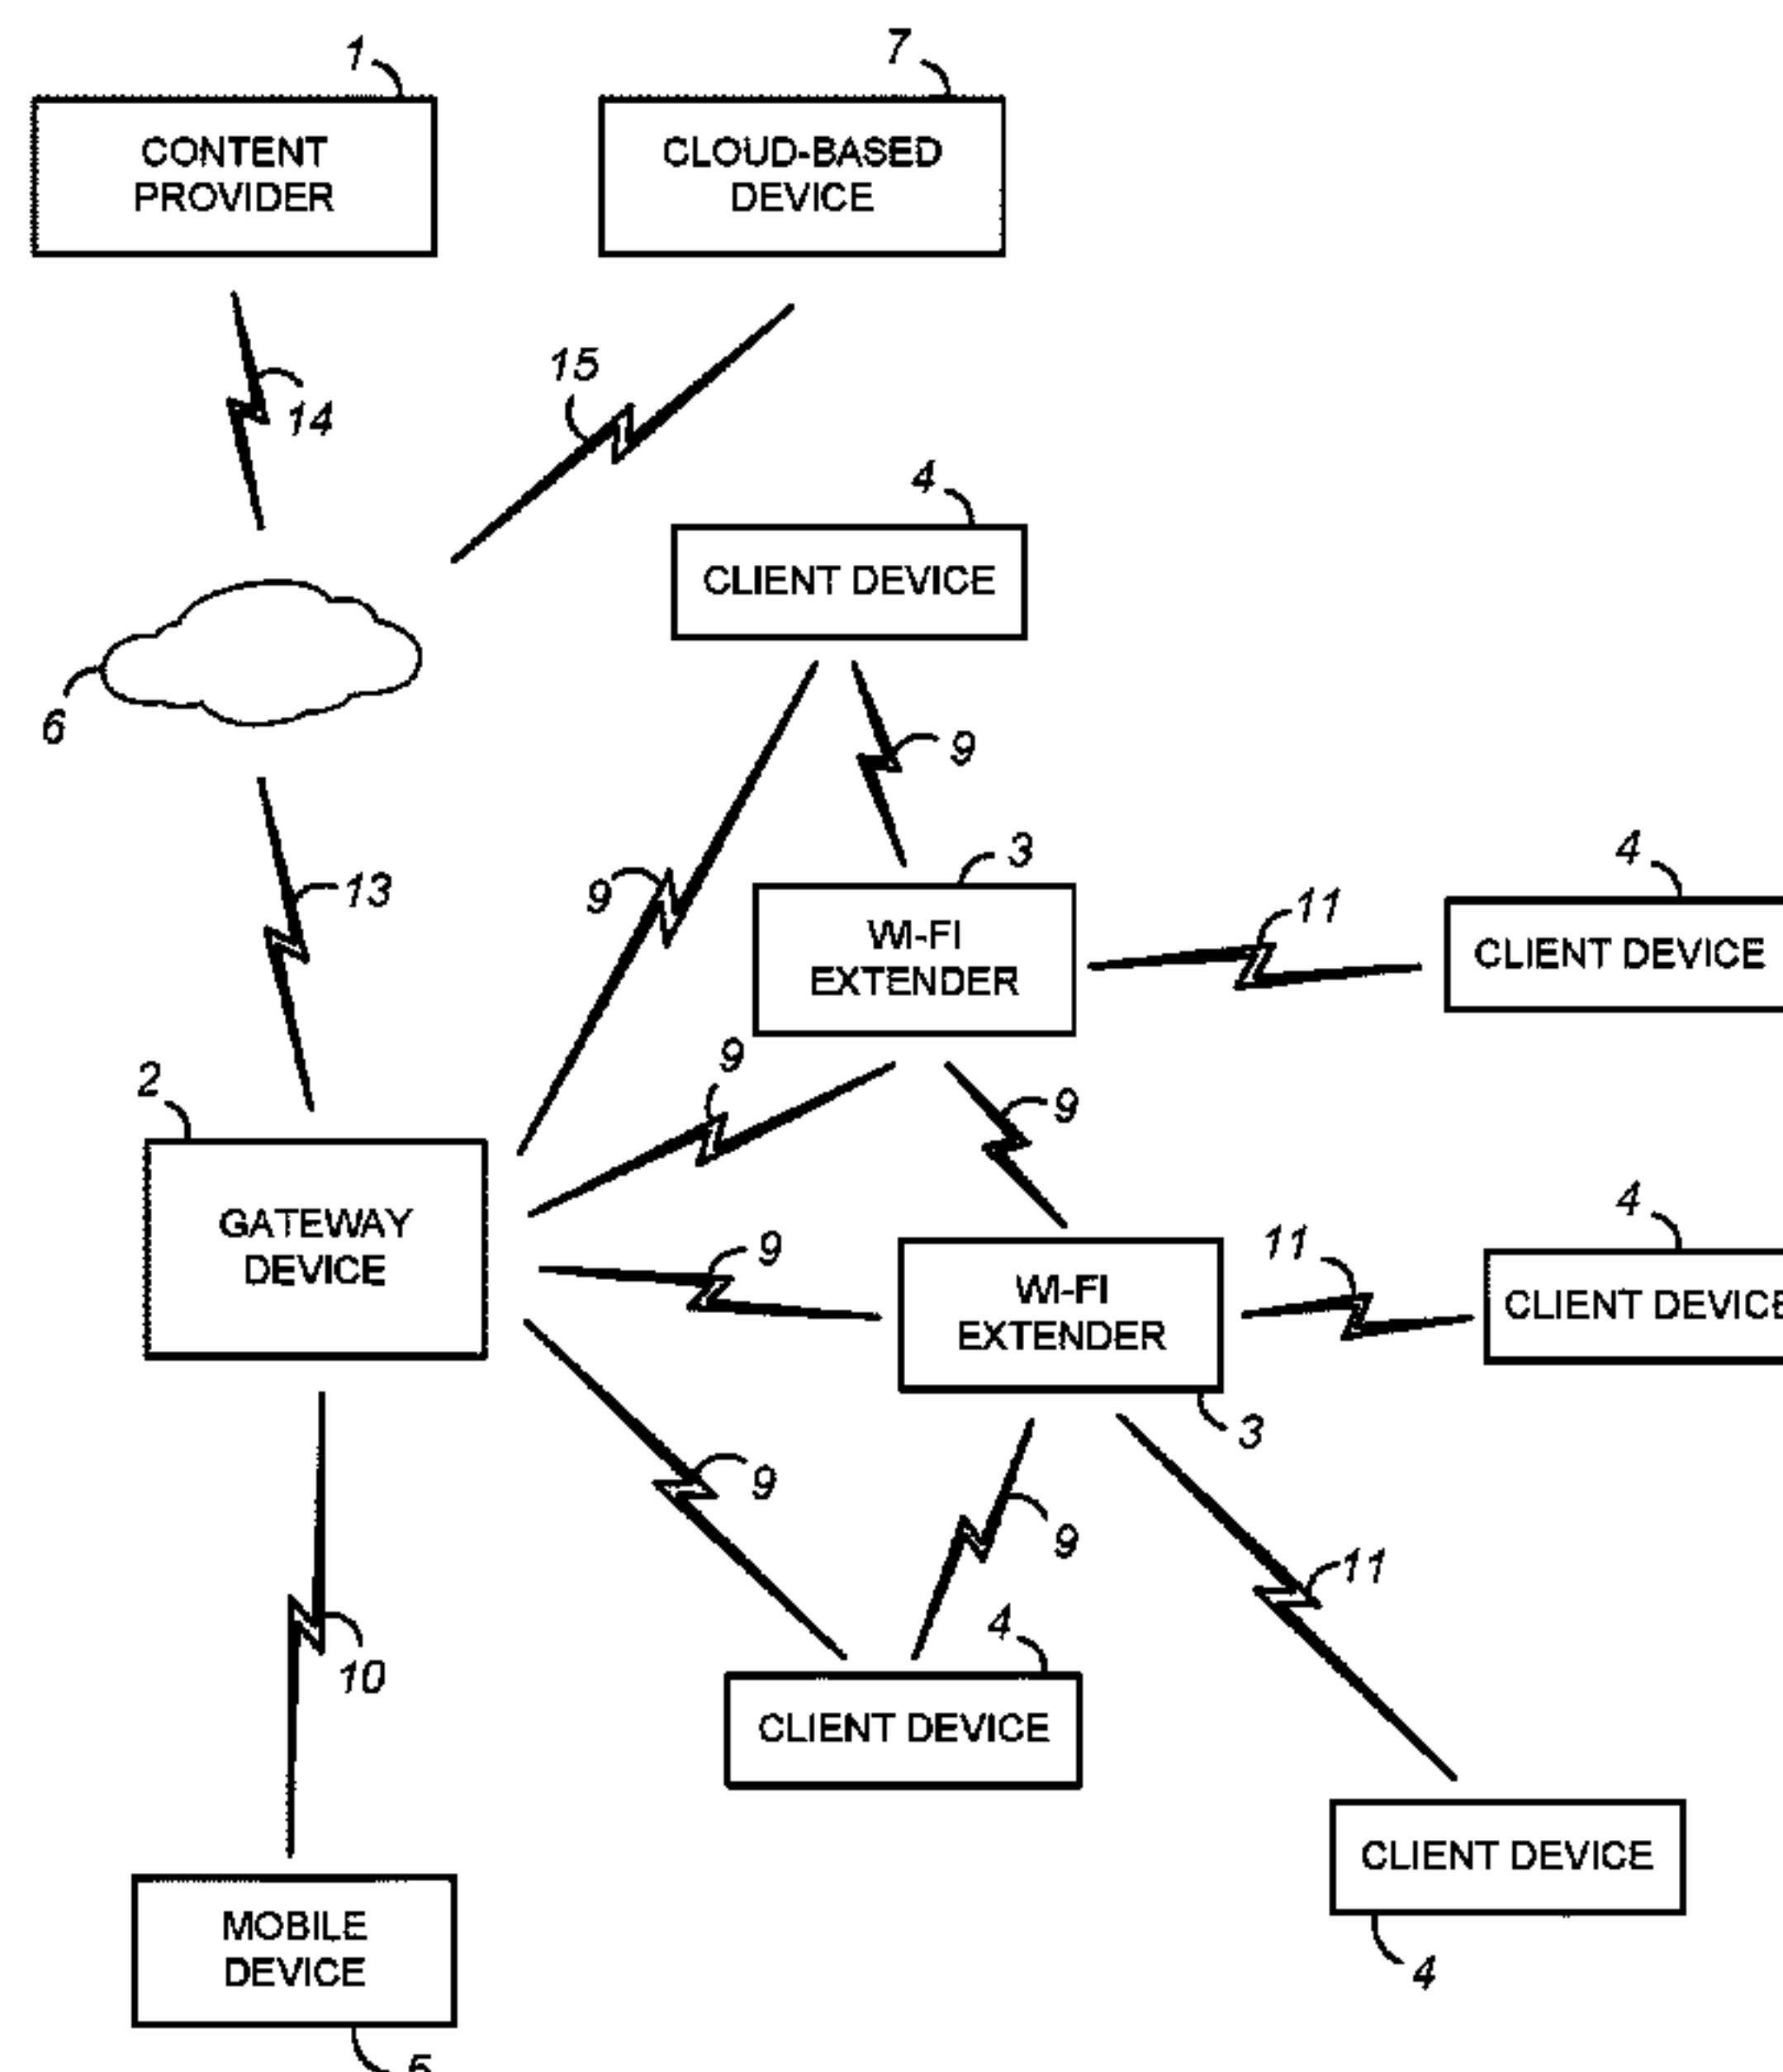 1
7
CONTENT
PROVIDER
CLOUD-BASED
DEVICE
14
15
4
CLIENT DEVICE
6
9
13
9
3
WI-FI
EXTENDER
11
4
CLIENT DEVICE
2
9
9
GATEWAY
DEVICE
9
WI-FI
EXTENDER
3
11
4
CLIENT DEVICE
9
9
11
10
4
CLIENT DEVICE
CLIENT DEVICE
4
MOBILE
DEVICE